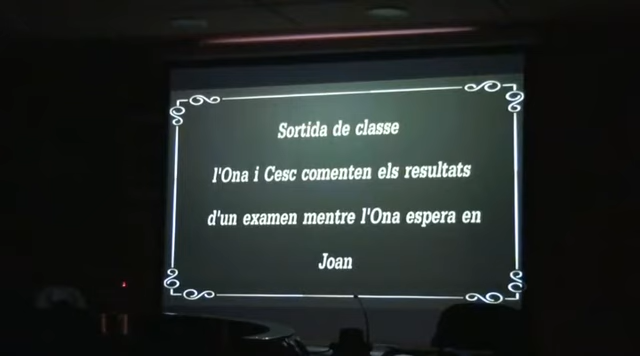 Sortida de classe
l'Ona i Cesc comenten els resultats
d'un examen mentre l'Ona espera en
Joan